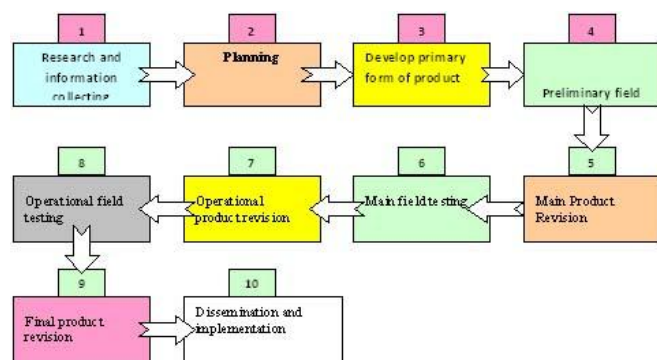 1
Research and
information
collecting
2
Planning
3
Develop primary
form of product
4
Preliminary field
5
Main Product
Revision
6
Main field testing
7
Operational
product revision
8
Operational field
testing
9
Final product
revision
10
Dissemination and
implementation